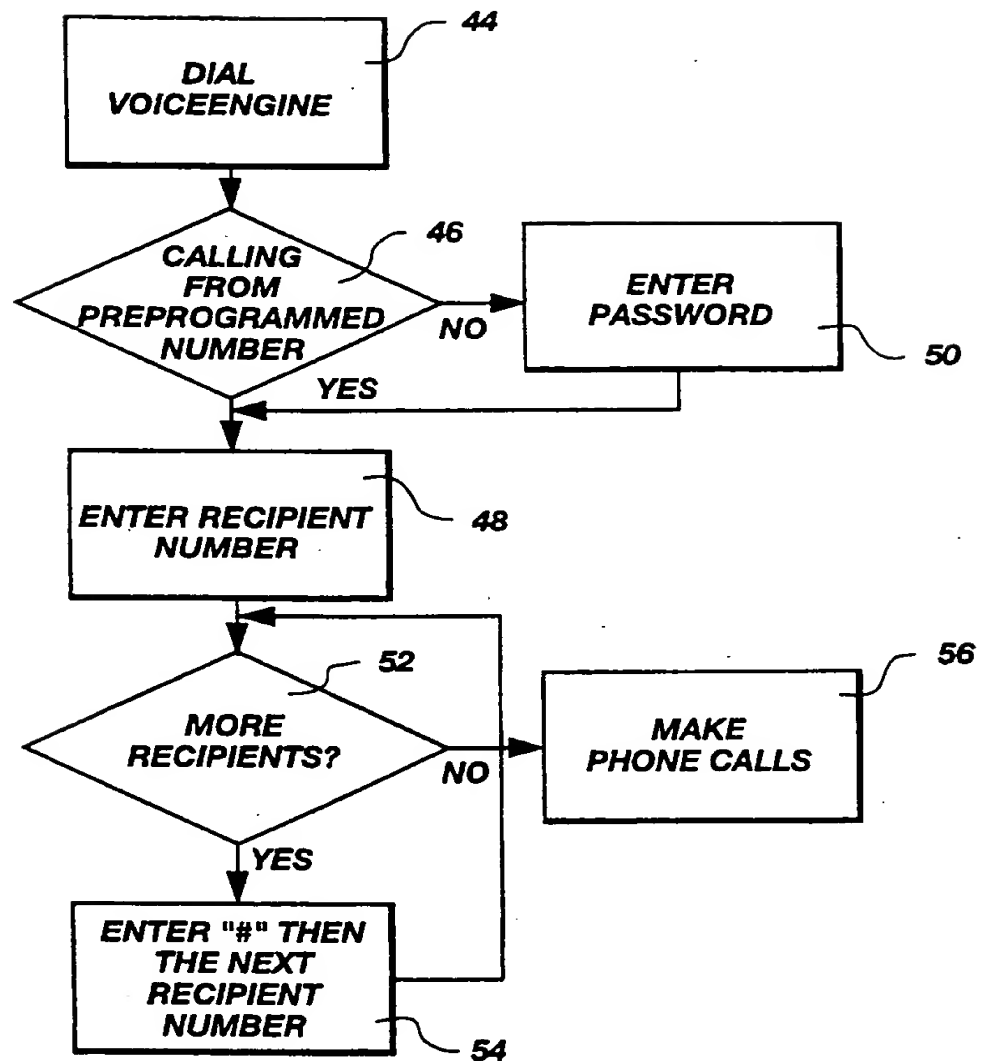 44
DIAL
VOICEENGINE
46
CALLING
FROM
PREPROGRAMMED
NUMBER
NO
ENTER
PASSWORD
50
YES
ENTER RECIPIENT
NUMBER
48
52
MORE
RECIPIENTS?
NO
56
MAKE
PHONE CALLS
YES
ENTER "#" THEN
THE NEXT
RECIPIENT
NUMBER
54